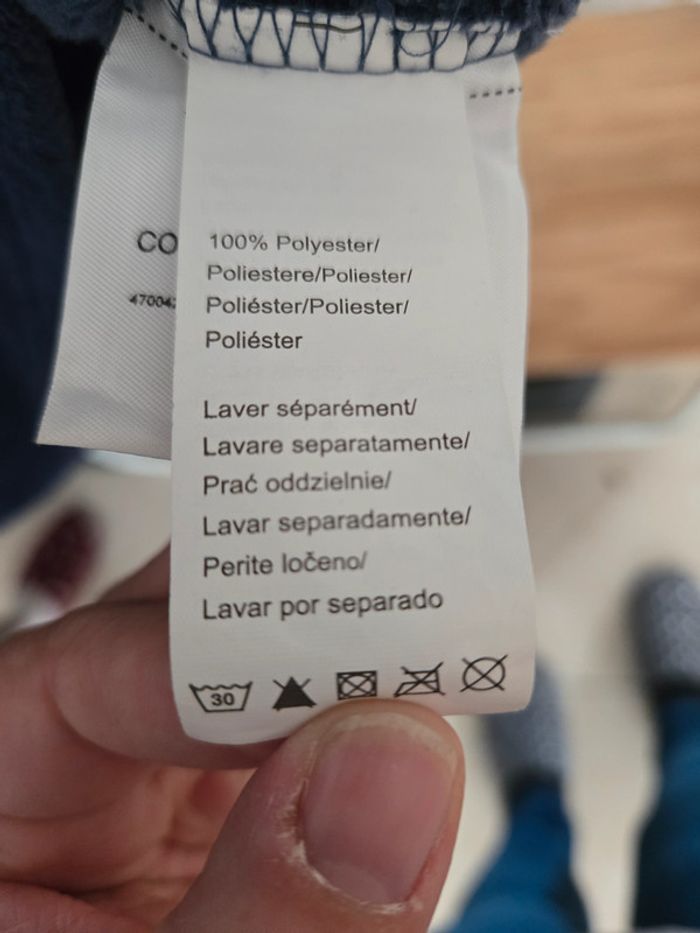 100% Polyester/
Poliestere/Poliester/
Poliéster/Poliester/
Poliéster
Laver séparément/
Lavare separatamente/
Prać oddzielnie/
Lavar separadamente/
Perite ločeno/
Lavar por separado
30
CO